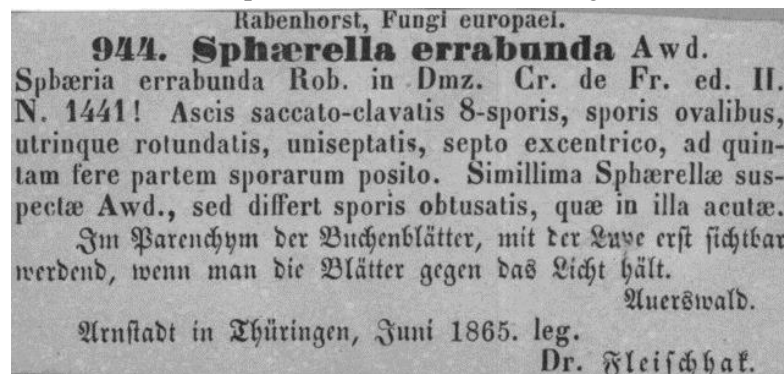 Rabenhorst, Fungi europaei.
944. Sphærella errabunda Awd.
Sphæria errabunda Rob. in Dmz. Cr. de Fr. ed. II.
N. 1441! Ascis saccato-clavatis 8-sporis, sporis ovalibus,
utrinque rotundatis, uniseptatis, septo excentrico, ad quin-
tam fere partem sporarum posito. Simillima Sphærellæ sus-
pectæ Awd., sed differt sporis obtusatis, quæ in illa acutæ.
Im Parenchym der Buchenblätter, mit der Lupe erst sichtbar
werdend, wenn man die Blätter gegen das Licht hält.
Auerswald.
Arnstadt in Thüringen, Juni 1865. leg.
Dr. Fleischhak.